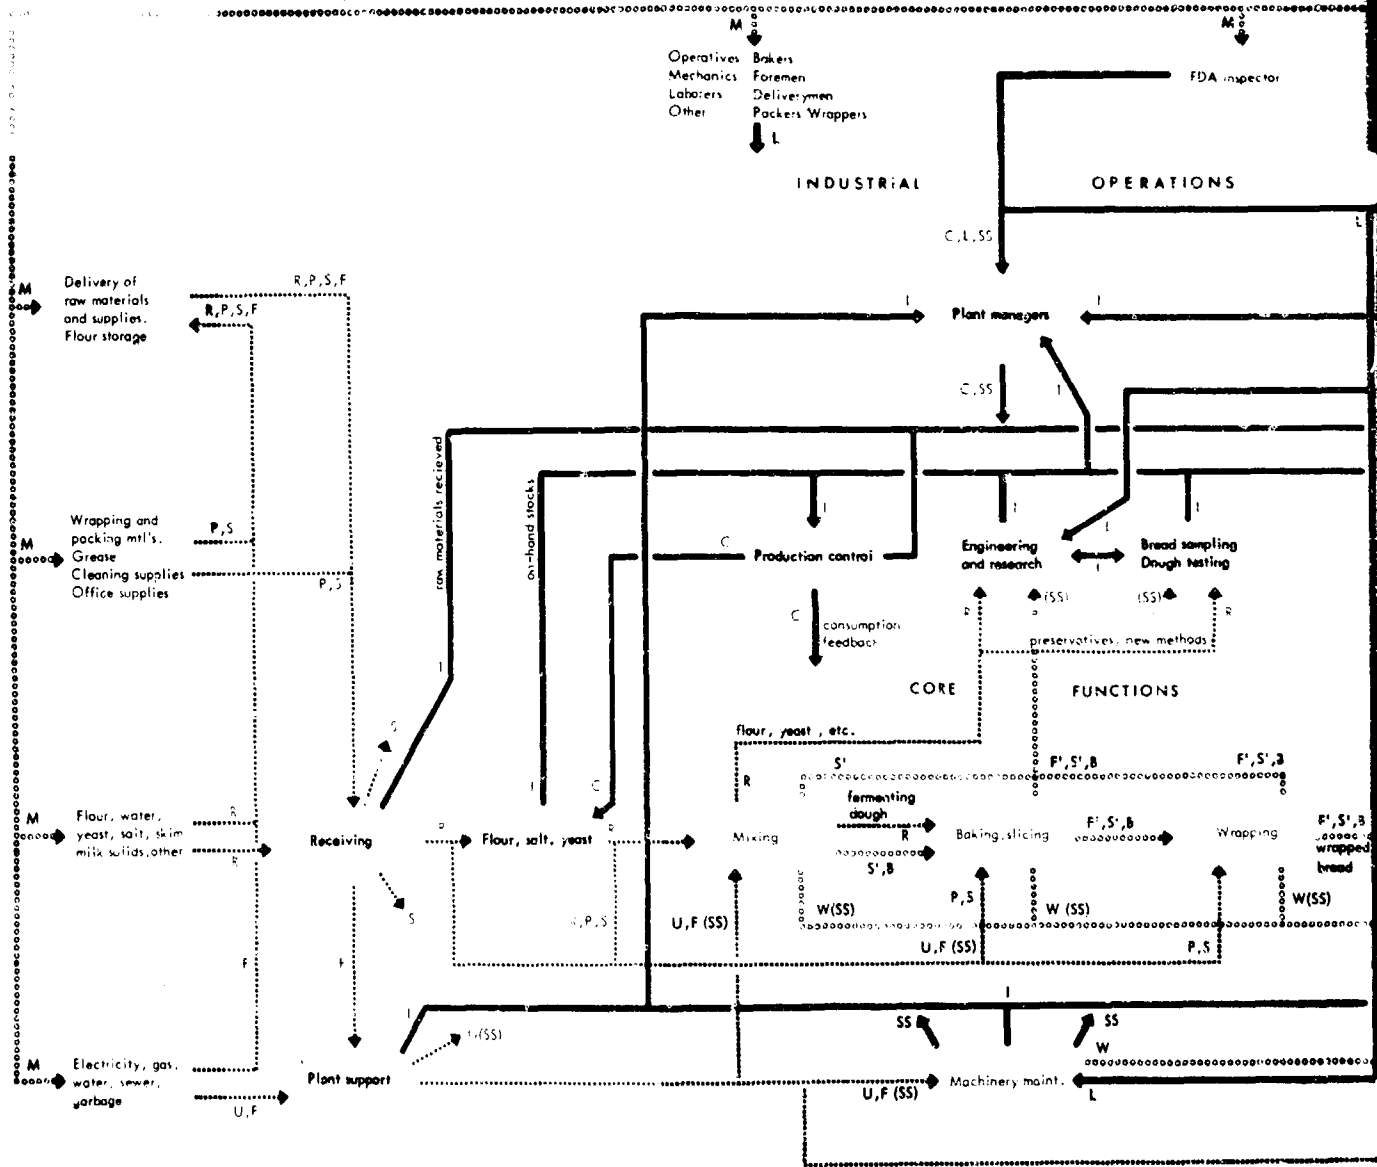 M
M
Operatives Bakers
Mechanics Foremen
Laborers Deliverymen
Other Packers Wrappers
L
FDA inspector
INDUSTRIAL OPERATIONS
L
C,L,SS
M
Delivery of
raw materials
and supplies.
Flour storage
R,P,S,F
R,P,S,F
I
Plant managers
I
C,SS
I
raw materials recieved
on-hand stocks
M
Wrapping and
packing mtl's.
Grease
Cleaning supplies
Office supplies
P,S
P,S
I
I
I
I
C
Production control
Engineering
and research
I
Bread sampling
Dough testing
C
consumption
feedback
R
(SS)
(SS)
R
preservatives, new methods
I
CORE FUNCTIONS
S
flour, yeast, etc.
R
S'
F',S',B
F',S',B
I
C
M
Flour, water,
yeast, salt, skim
milk solids, other
R
R
Receiving
R
Flour, salt, yeast
R
Mixing
fermenting
dough
R
S',B
Baking, slicing
F',S',B
Wrapping
F',S',B
wrapped
bread
S
R,P,S
U,F (SS)
W(SS)
P,S
U,F (SS)
W (SS)
P,S
W(SS)
F
F
I
I
SS
SS
W
M
Electricity, gas,
water, sewer,
garbage
U,F
Plant support
U,F (SS)
Machinery maint.
L